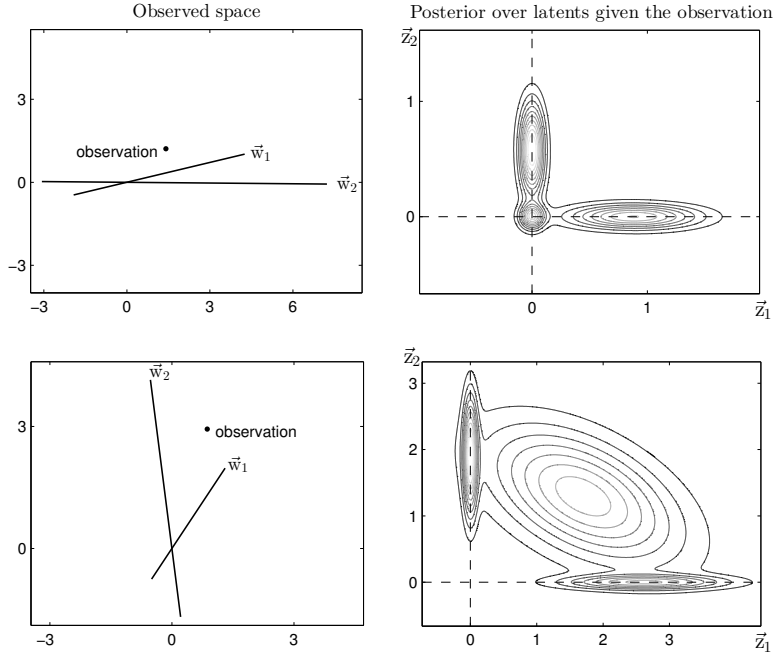 Observed space
Posterior over latents given the observation
3
0
−3
observation
w⃗1
w⃗2
−3 0 3 6
z⃗2
1
0
0 1
z⃗1
3
0
w⃗2
observation
w⃗1
−3 0 3
z⃗2
3
2
1
0
0 1 2 3
z⃗1